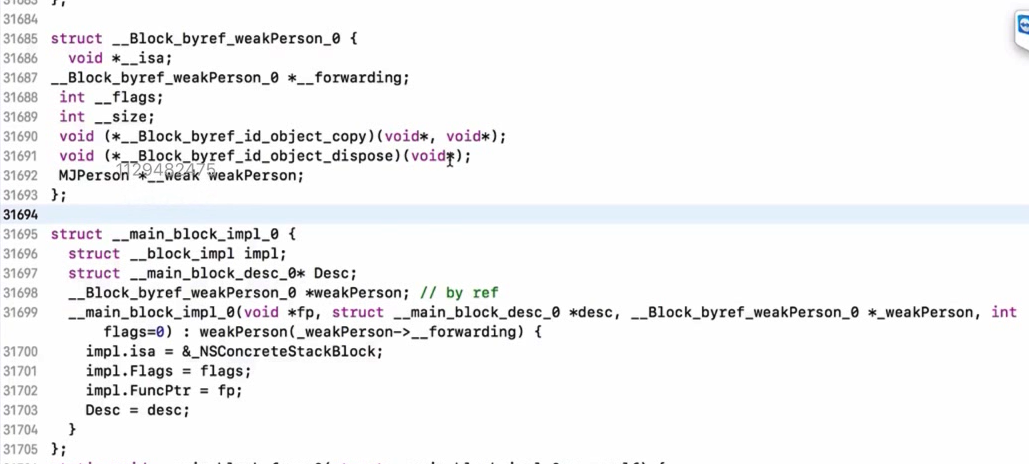 31683 };
31684
31685 struct __Block_byref_weakPerson_0 {
31686 void *__isa;
31687 __Block_byref_weakPerson_0 *__forwarding;
31688 int __flags;
31689 int __size;
31690 void (*__Block_byref_id_object_copy)(void*, void*);
31691 void (*__Block_byref_id_object_dispose)(void*);
1129482475
31692 MJPerson *__weak weakPerson;
31693 };
31694
31695 struct __main_block_impl_0 {
31696 struct __block_impl impl;
31697 struct __main_block_desc_0* Desc;
31698 __Block_byref_weakPerson_0 *weakPerson; // by ref
31699 __main_block_impl_0(void *fp, struct __main_block_desc_0 *desc, __Block_byref_weakPerson_0 *_weakPerson, int
flags=0) : weakPerson(_weakPerson->__forwarding) {
31700 impl.isa = &_NSConcreteStackBlock;
31701 impl.Flags = flags;
31702 impl.FuncPtr = fp;
31703 Desc = desc;
31704 }
31705 };